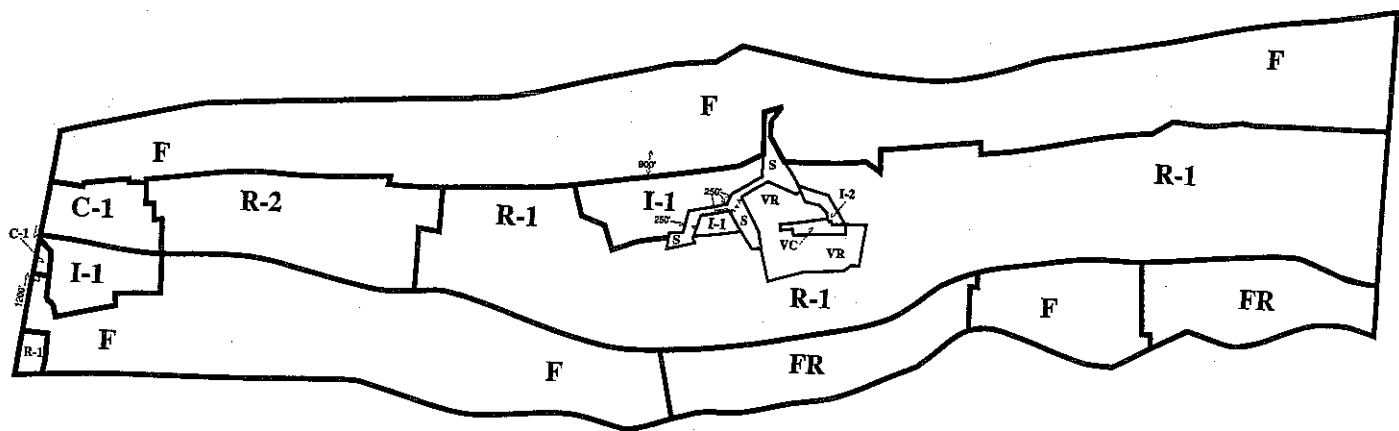 F
F
F
900'
S
R-1
C-1
R-2
R-1
I-1
250'
VR
I-2
250'
I-1
S
S
C-1
VC
VR
I-1
1200'
R-1
F
FR
F
R-1
F
FR